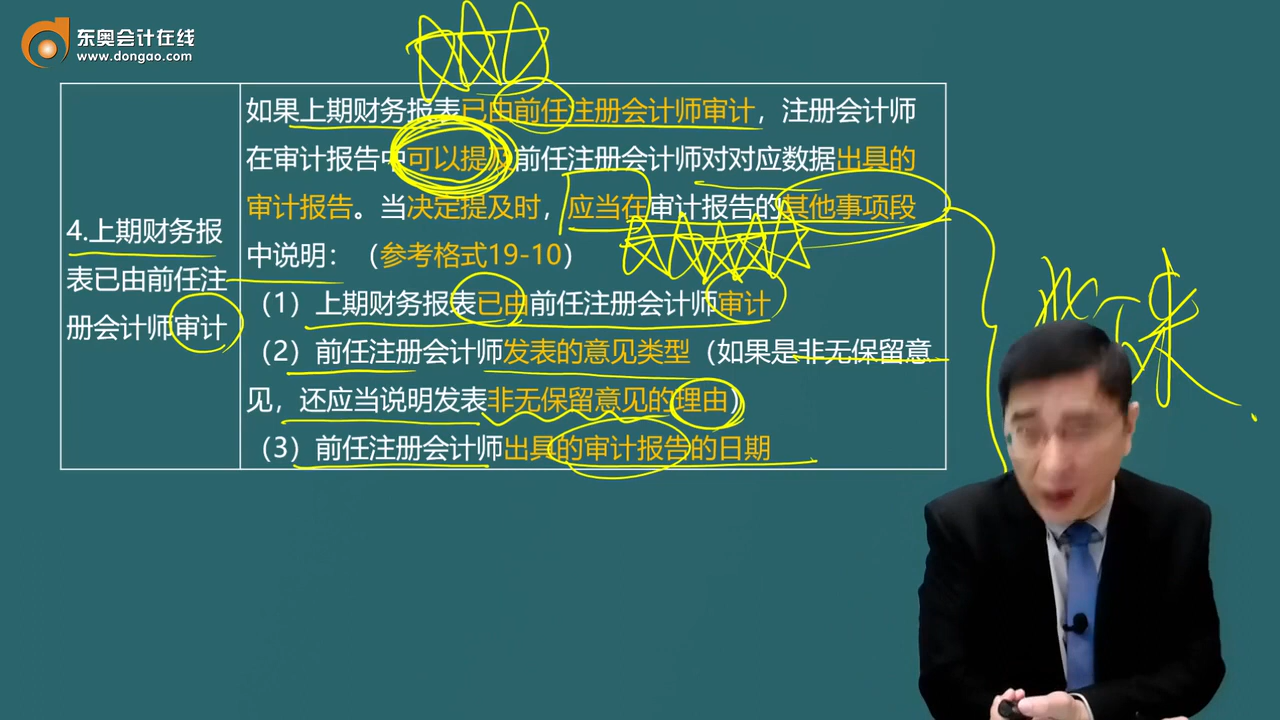 东奥会计在线
www.dongao.com
4.上期财务报
表已由前任注
册会计师审计
如果上期财务报表已由前任注册会计师审计，注册会计师
在审计报告中可以提及前任注册会计师对对应数据出具的
审计报告。当决定提及时，应当在审计报告的其他事项段
中说明：（参考格式19-10）
（1）上期财务报表已由前任注册会计师审计
（2）前任注册会计师发表的意见类型（如果是非无保留意
见，还应当说明发表非无保留意见的理由）
（3）前任注册会计师出具的审计报告的日期